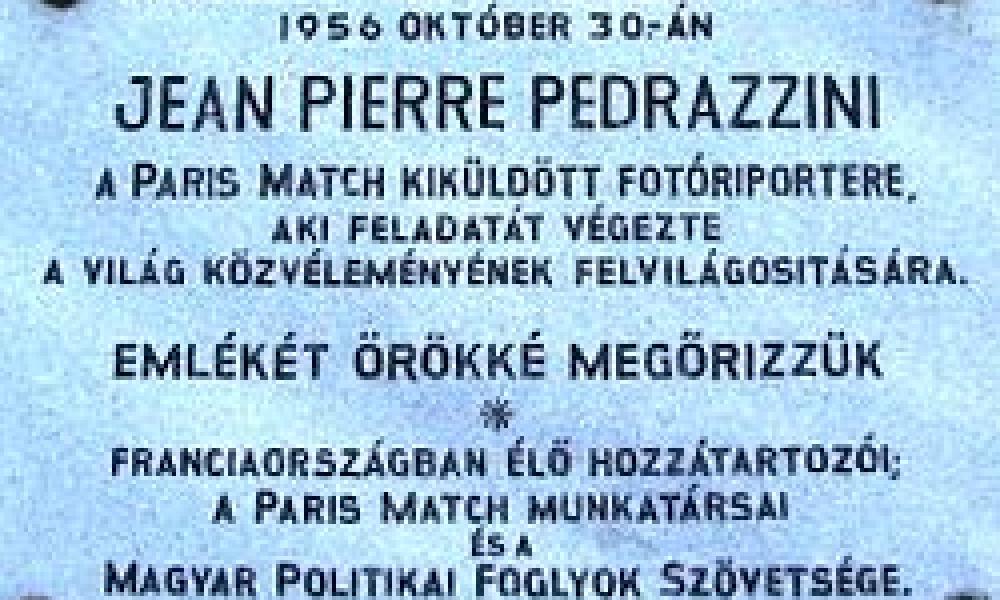 1956 OKTÓBER 30.-ÁN
JEAN PIERRE PEDRAZZINI
A PARIS MATCH KIKÜLDÖTT FOTÓRIPORTERE,
AKI FELADATÁT VÉGEZTE
A VILÁG KÖZVÉLEMÉNYÉNEK FELVILÁGOSITÁSÁRA.
EMLÉKÉT ÖRÖKKÉ MEGŐRIZZÜK
*
FRANCIAORSZÁGBAN ÉLŐ HOZZÁTARTOZÓI;
A PARIS MATCH MUNKATÁRSAI
ÉS A
MAGYAR POLITIKAI FOGLYOK SZÖVETSÉGE.